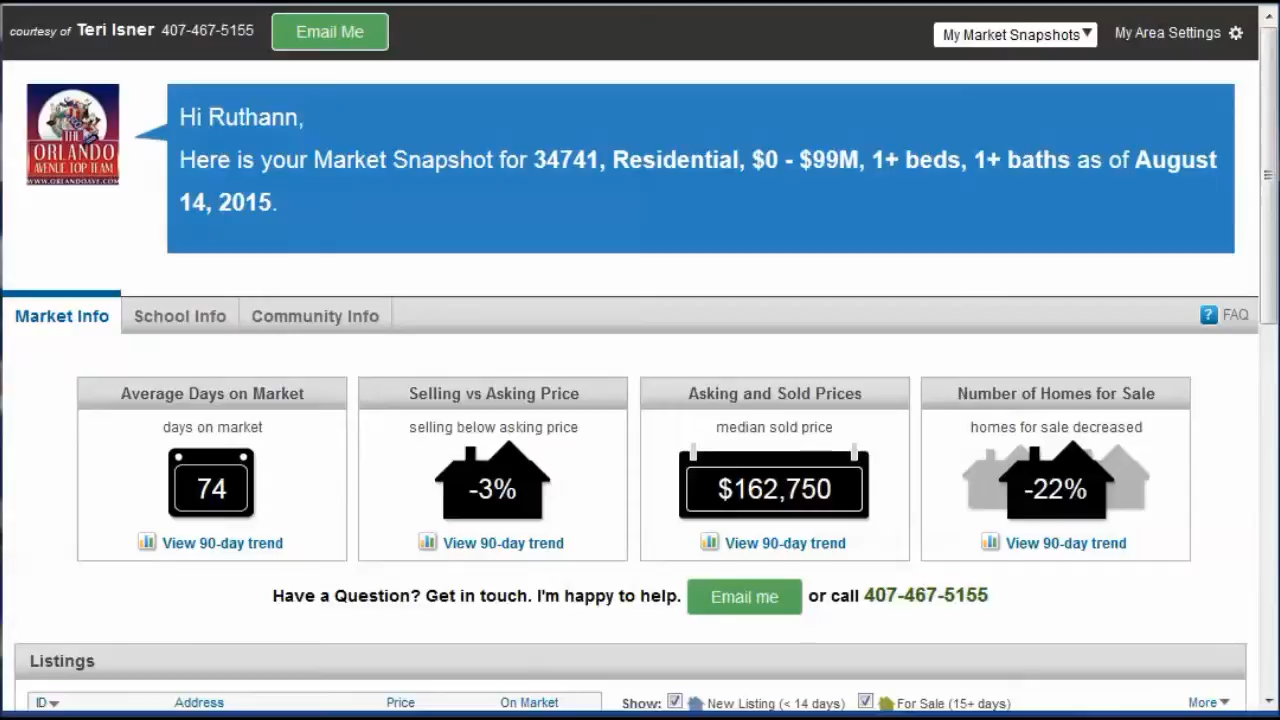 courtesy of Teri Isner 407-467-5155
Email Me
My Market Snapshots
My Area Settings
THE
ORLANDO
AVENUE TOP TEAM
WWW.ORLANDOAVE.COM
Hi Ruthann,
Here is your Market Snapshot for 34741, Residential, $0 - $99M, 1+ beds, 1+ baths as of August
14, 2015.
Market Info
School Info
Community Info
? FAQ
Average Days on Market
days on market
74
View 90-day trend
Selling vs Asking Price
selling below asking price
-3%
View 90-day trend
Asking and Sold Prices
median sold price
$162,750
View 90-day trend
Number of Homes for Sale
homes for sale decreased
-22%
View 90-day trend
Have a Question? Get in touch. I'm happy to help. Email me or call 407-467-5155
Listings
ID Address Price On Market
Show: New Listing (< 14 days) For Sale (15+ days) More